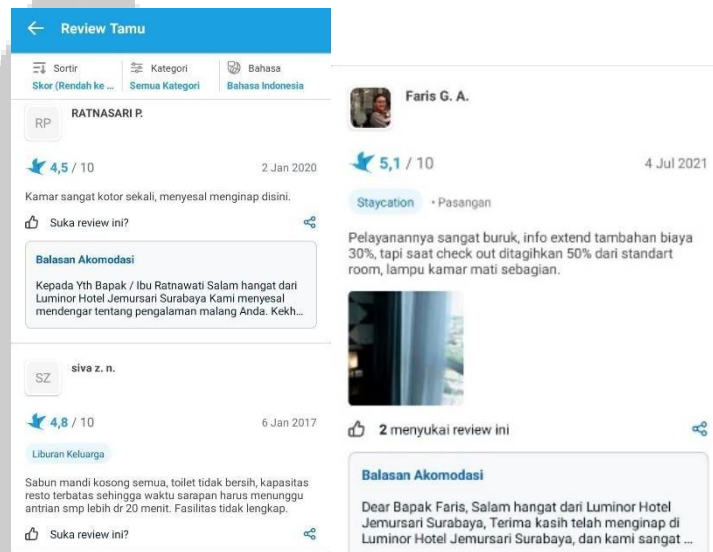 Review Tamu
Sortir
Skor (Rendah ke ...
Kategori
Semua Kategori
Bahasa
Bahasa Indonesia
RP
RATNASARI P.
4,5 / 10
2 Jan 2020
Kamar sangat kotor sekali, menyesal menginap disini.
Suka review ini?
Balasan Akomodasi
Kepada Yth Bapak / Ibu Ratnawati Salam hangat dari
Luminor Hotel Jemursari Surabaya Kami menyesal
mendengar tentang pengalaman malang Anda. Kekh...
SZ
siva z. n.
4,8 / 10
6 Jan 2017
Liburan Keluarga
Sabun mandi kosong semua, toilet tidak bersih, kapasitas
resto terbatas sehingga waktu sarapan harus menunggu
antrian smp lebih dr 20 menit. Fasilitas tidak lengkap.
Suka review ini?
Faris G. A.
5,1 / 10
4 Jul 2021
Staycation
• Pasangan
Pelayanannya sangat buruk, info extend tambahan biaya
30%, tapi saat check out ditagihkan 50% dari standart
room, lampu kamar mati sebagian.
2 menyukai review ini
Balasan Akomodasi
Dear Bapak Faris, Salam hangat dari Luminor Hotel
Jemursari Surabaya, Terima kasih telah menginap di
Luminor Hotel Jemursari Surabaya, dan kami sangat ...